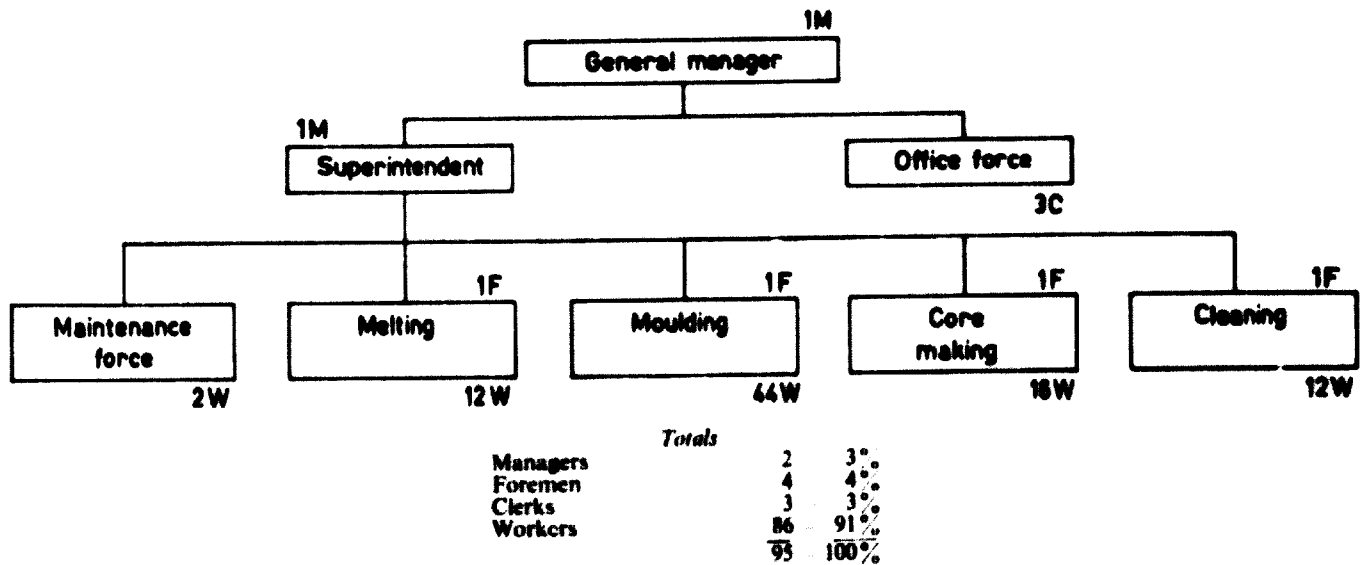 1M
General manager
1M
Superintendent
Office force
3C
1F
1F
1F
1F
Maintenance
force
Melting
Moulding
Core
making
Cleaning
2W
12W
44W
16W
12W
Totals
Managers 2 3%
Foremen 4 4%
Clerks 3 3%
Workers 86 91%
95 100%